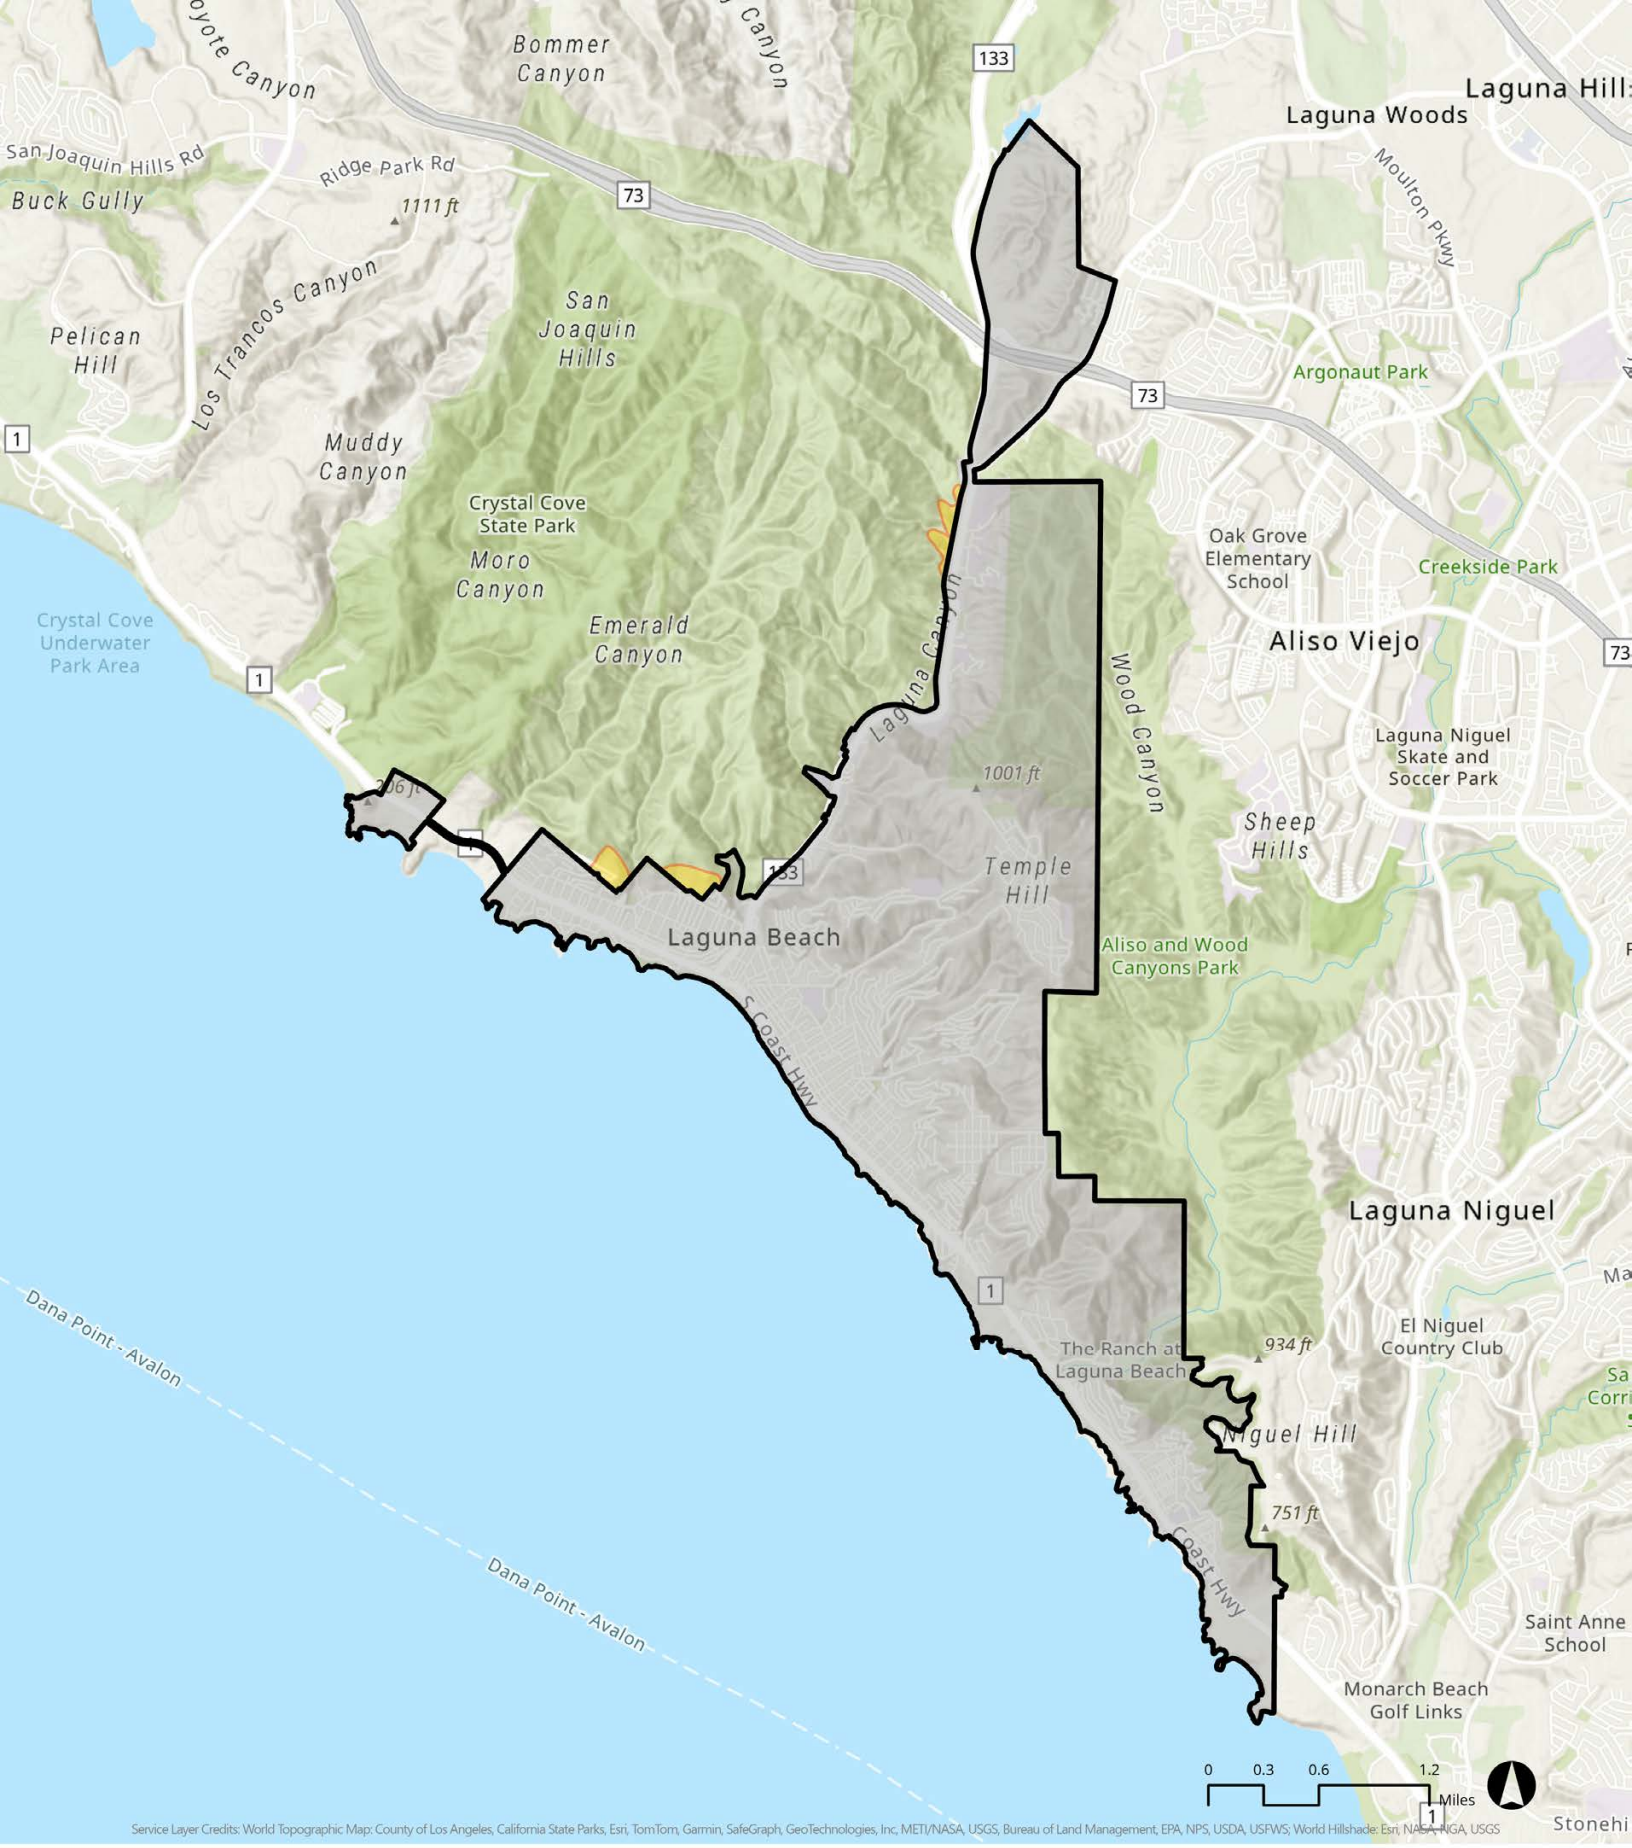 Canyon
Bommer
Canyon
133
Laguna Hills
Laguna Woods
San Joaquin Hills Rd
Ridge Park Rd
Moulton Pkwy
Buck Gully
1111 ft
73
Los Trancos Canyon
San
Joaquin
Hills
Pelican
Hill
Argonaut Park
73
1
Muddy
Canyon
Crystal Cove
State Park
Moro
Canyon
Oak Grove
Elementary
School
Creekside Park
Crystal Cove
Underwater
Park Area
Emerald
Canyon
Laguna Canyon
Aliso Viejo
73
1
Wood Canyon
Laguna Niguel
Skate and
Soccer Park
1001 ft
206 ft
Sheep
Hills
1
133
Temple
Hill
Laguna Beach
Aliso and Wood
Canyons Park
S Coast Hwy
Laguna Niguel
Ma
1
Dana Point - Avalon
The Ranch at
Laguna Beach
934 ft
El Niguel
Country Club
Sa
Corri
Niguel Hill
751 ft
Coast Hwy
Dana Point - Avalon
Saint Anne
School
Monarch Beach
Golf Links
0 0.3 0.6 1.2
Miles
1
Stonehi
Service Layer Credits: World Topographic Map: County of Los Angeles, California State Parks, Esri, TomTom, Garmin, SafeGraph, GeoTechnologies, Inc, METI/NASA, USGS, Bureau of Land Management, EPA, NPS, USDA, USFWS; World Hillshade: Esri, NASA, NGA, USGS